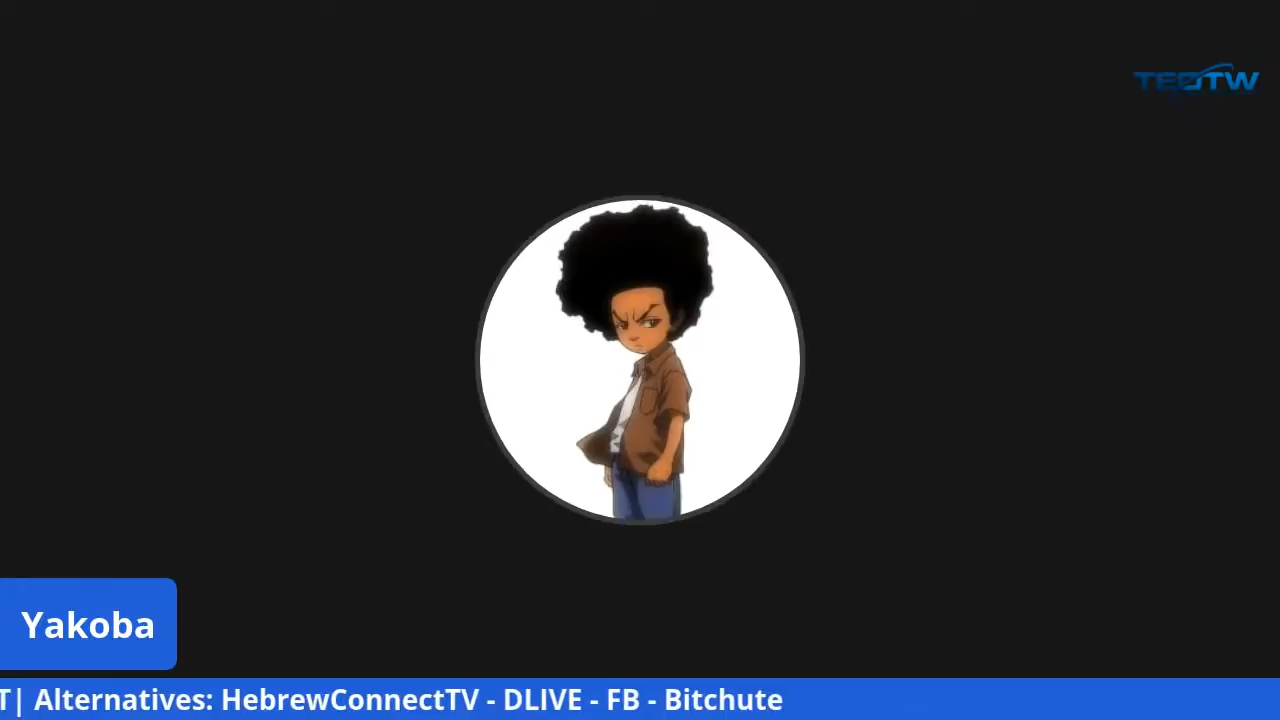 TEOTW
Yakoba
T| Alternatives: HebrewConnectTV - DLIVE - FB - Bitchute